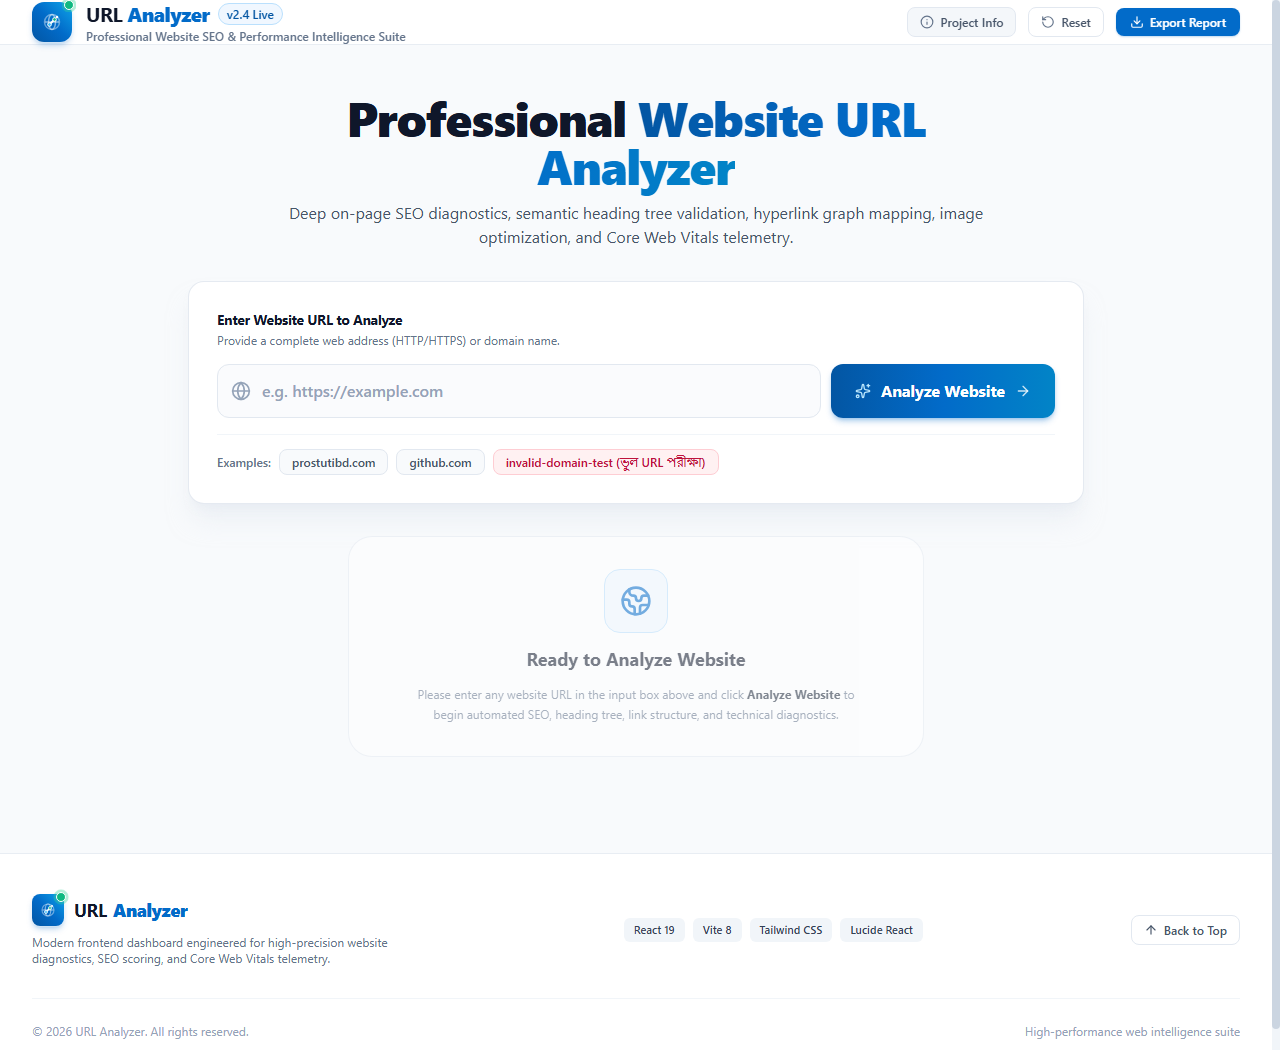 URL Analyzer v2.4 Live
Professional Website SEO & Performance Intelligence Suite
Project Info
Reset
Export Report
Professional Website URL
Analyzer
Deep on-page SEO diagnostics, semantic heading tree validation, hyperlink graph mapping, image
optimization, and Core Web Vitals telemetry.
Enter Website URL to Analyze
Provide a complete web address (HTTP/HTTPS) or domain name.
e.g. https://example.com
Analyze Website
Examples: prostutibd.com github.com invalid-domain-test (ভুল URL পরীক্ষা)
Ready to Analyze Website
Please enter any website URL in the input box above and click Analyze Website to
begin automated SEO, heading tree, link structure, and technical diagnostics.
URL Analyzer
Modern frontend dashboard engineered for high-precision website
diagnostics, SEO scoring, and Core Web Vitals telemetry.
React 19 Vite 8 Tailwind CSS Lucide React
Back to Top
© 2026 URL Analyzer. All rights reserved.
High-performance web intelligence suite